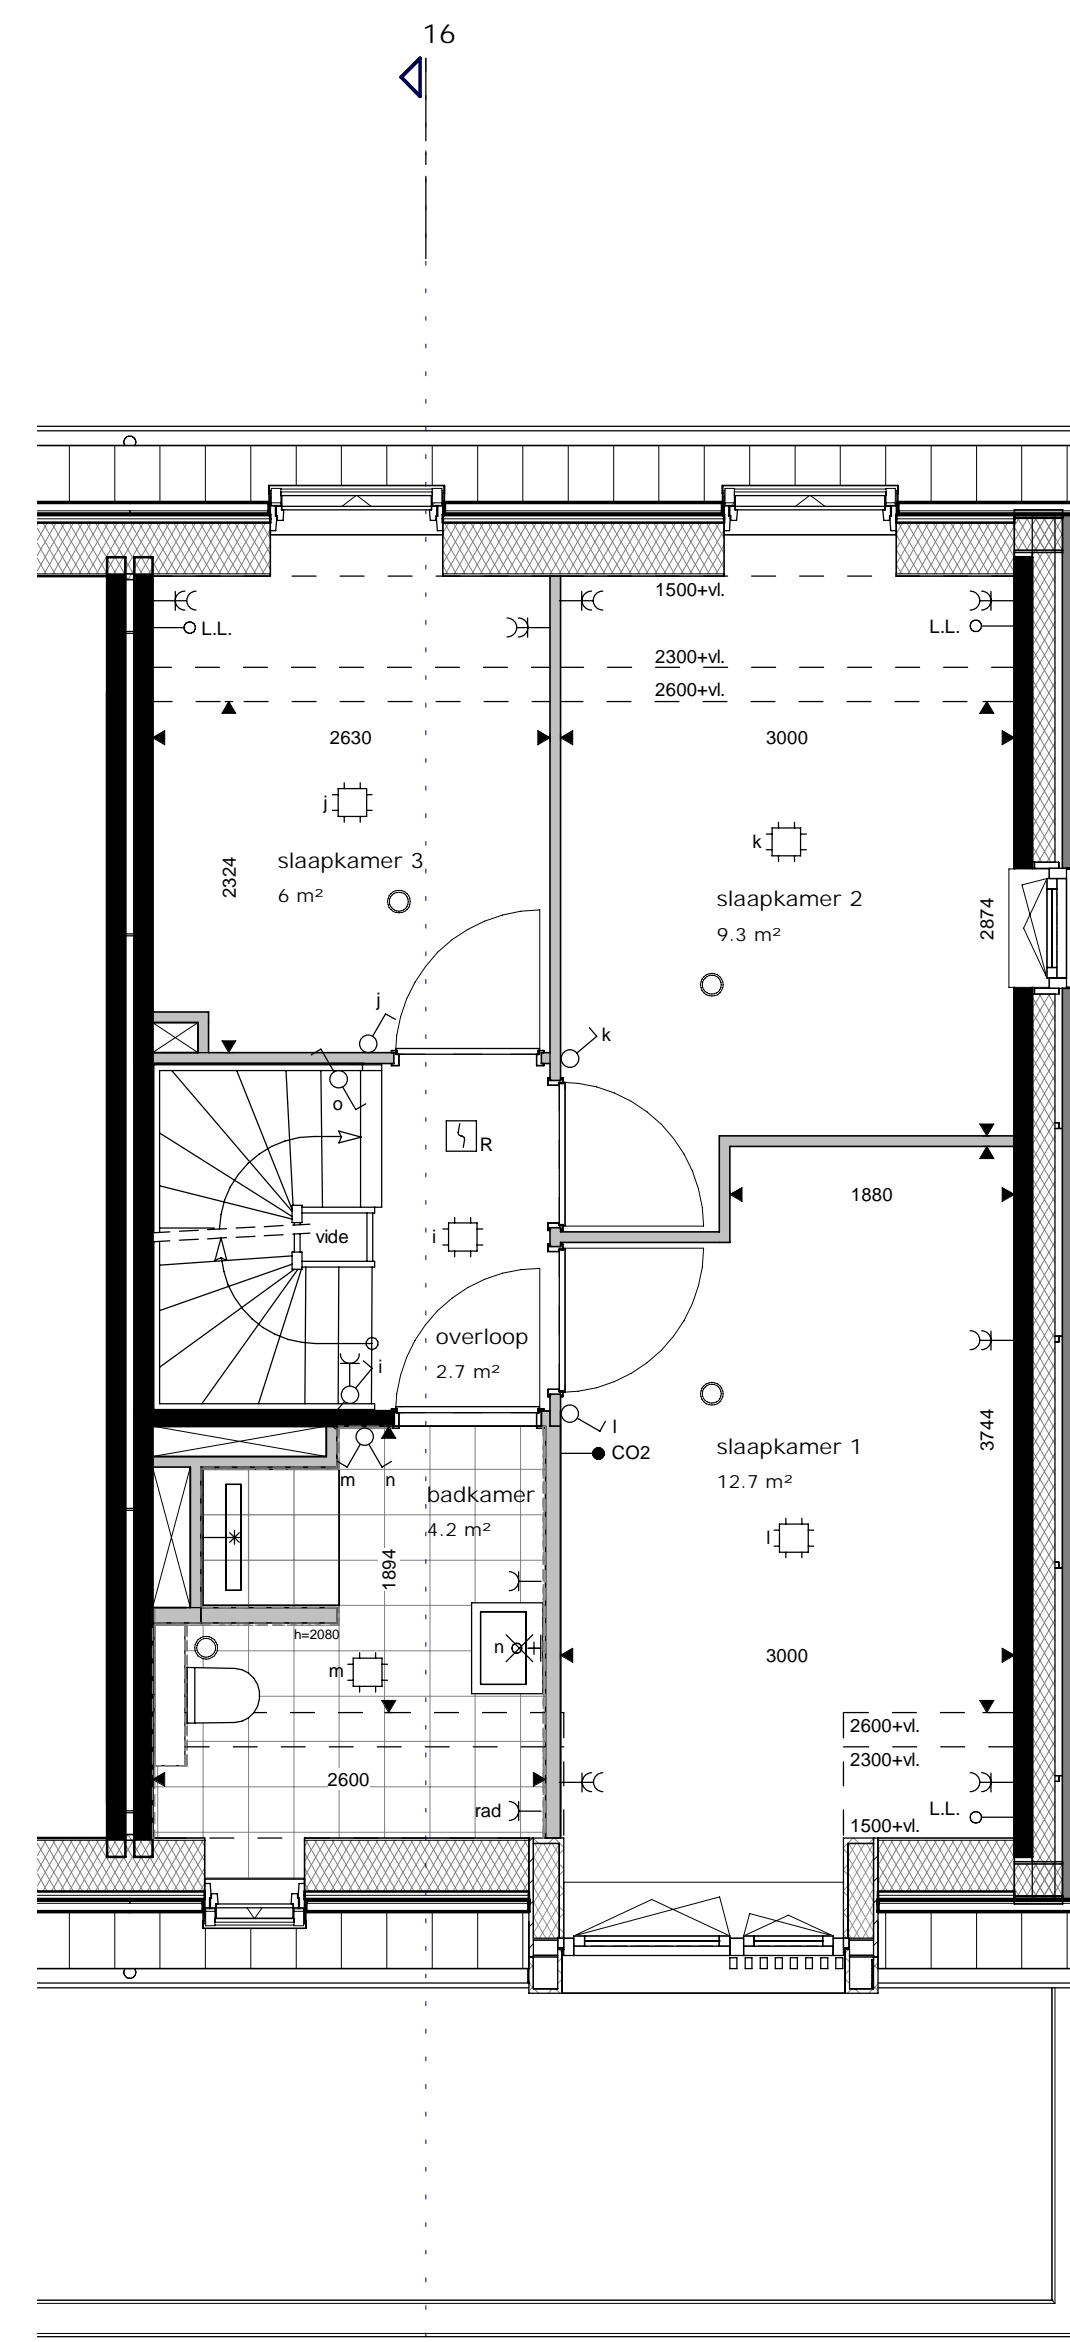 16
1500+vl.
L.L.
L.L.
2300+vl.
2600+vl.
2630
3000
j
k
slaapkamer 3
6 m²
2324
slaapkamer 2
9.3 m²
2874
j
k
o
R
1880
vide
i
overloop
2.7 m²
i
l
CO2
slaapkamer 1
12.7 m²
3744
m
n
badkamer
4.2 m²
l
1894
h=2080
n
m
3000
2600+vl.
2300+vl.
2600
rad
L.L.
1500+vl.